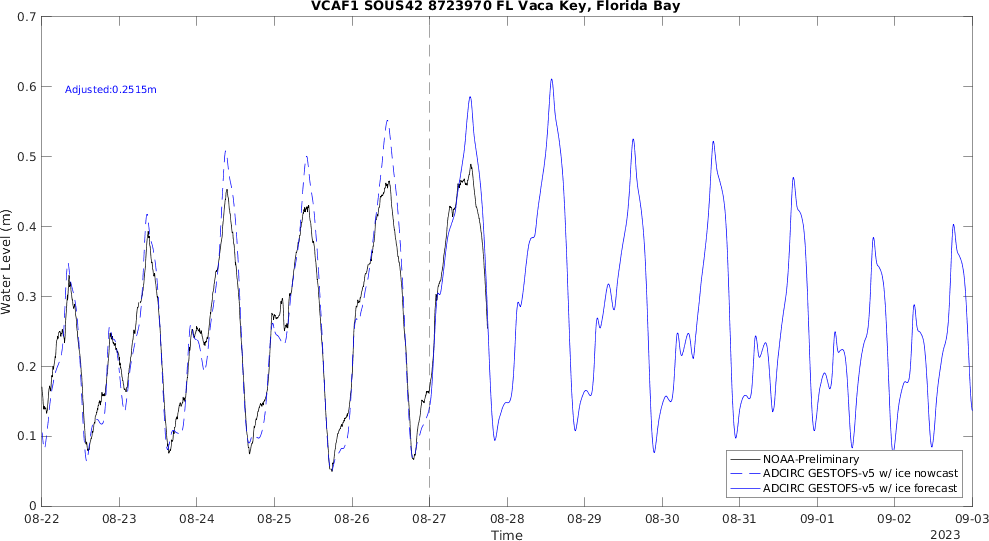 VCAF1 SOUS42 8723970 FL Vaca Key, Florida Bay
0.7
0.6
0.5
0.4
0.3
0.2
0.1
0
Water Level (m)
Adjusted:0.2515m
NOAA-Preliminary
ADCIRC GESTOFS-v5 w/ ice nowcast
ADCIRC GESTOFS-v5 w/ ice forecast
08-22 08-23 08-24 08-25 08-26 08-27 08-28 08-29 08-30 08-31 09-01 09-02 09-03
Time
2023